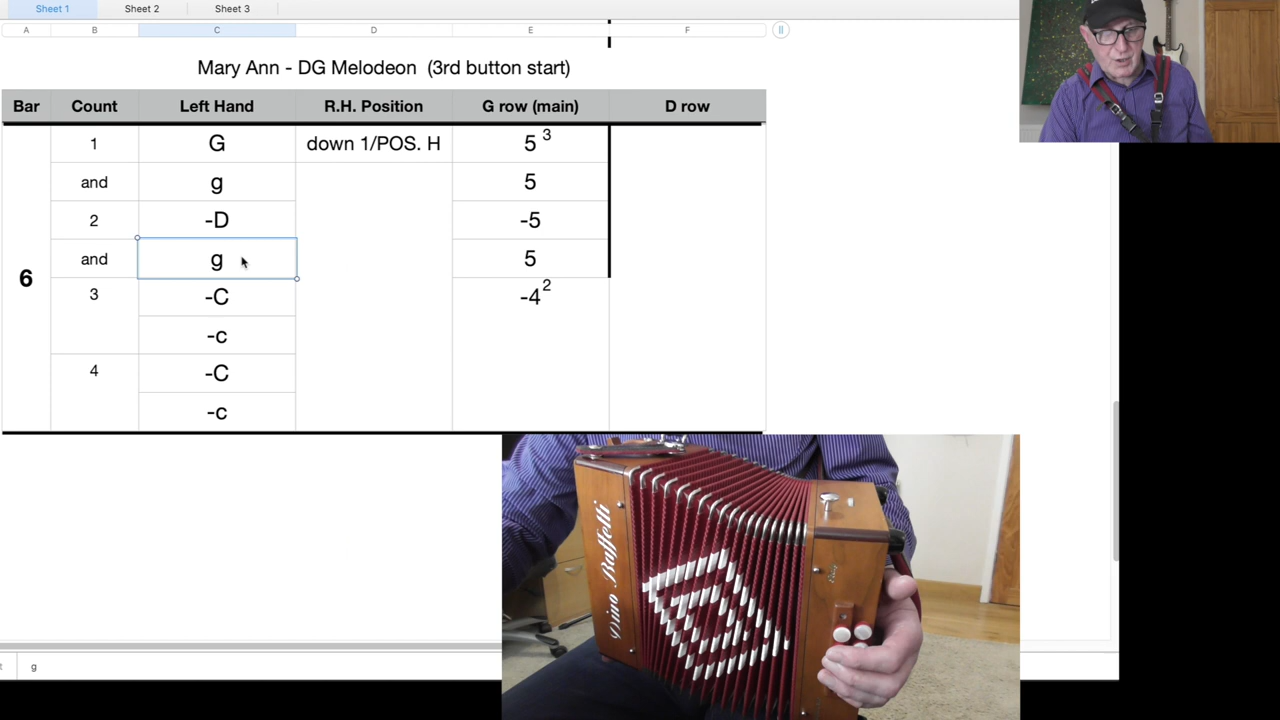 Sheet 1 Sheet 2 Sheet 3
A B C D E F
Mary Ann - DG Melodeon (3rd button start)
Bar Count Left Hand R.H. Position G row (main) D row
1 G down 1/POS. H 5 3
and g 5
2 -D -5
and g 5
6
3 -C -4 2
-c
4 -C
-c
Dino Baffetti
g